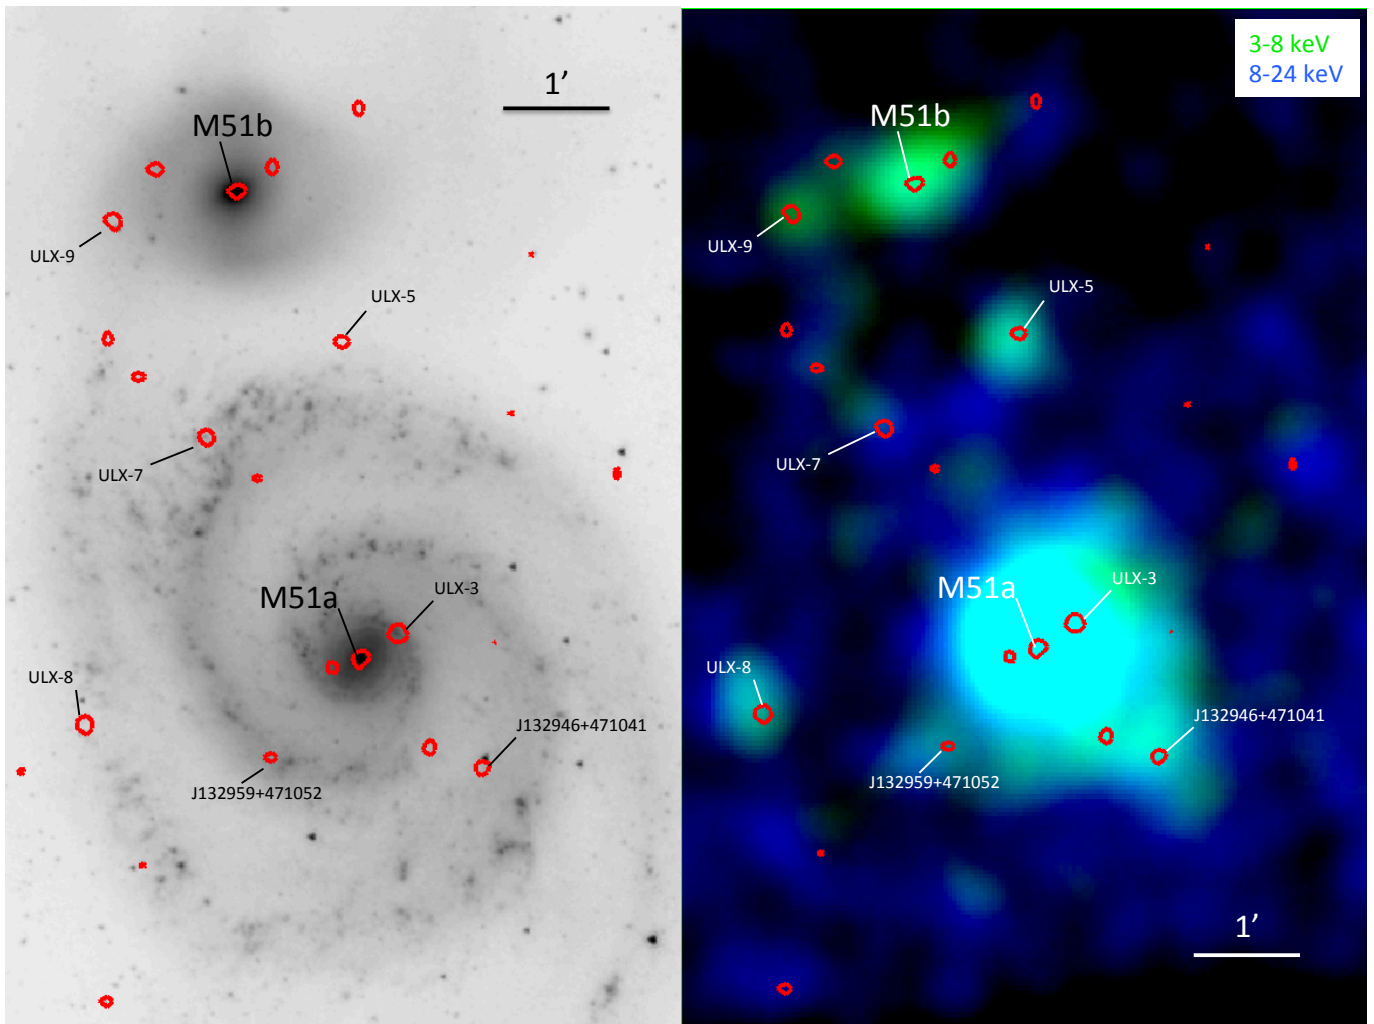 1’
M51b
ULX-9
ULX-5
ULX-7
M51a
ULX-3
ULX-8
J132946+471041
J132959+471052
3-8 keV
8-24 keV
M51b
ULX-9
ULX-5
ULX-7
M51a
ULX-3
ULX-8
J132946+471041
J132959+471052
1’